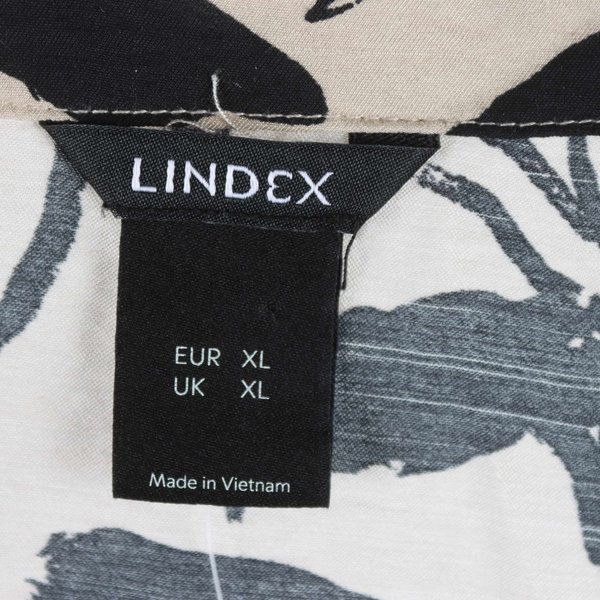 LINDEX
EUR XL
UK XL
Made in Vietnam